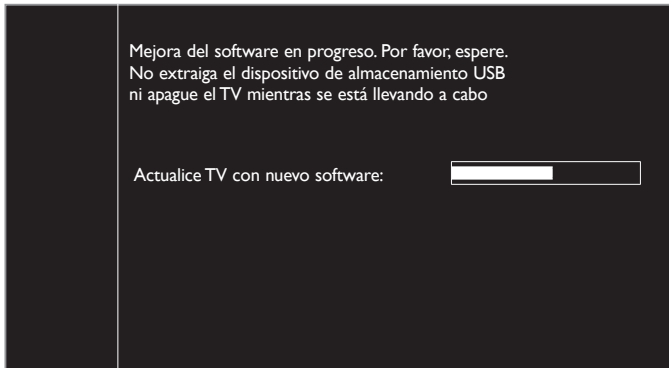 Mejora del software en progreso. Por favor, espere.
No extraiga el dispositivo de almacenamiento USB
ni apague el TV mientras se está llevando a cabo
Actualice TV con nuevo software: